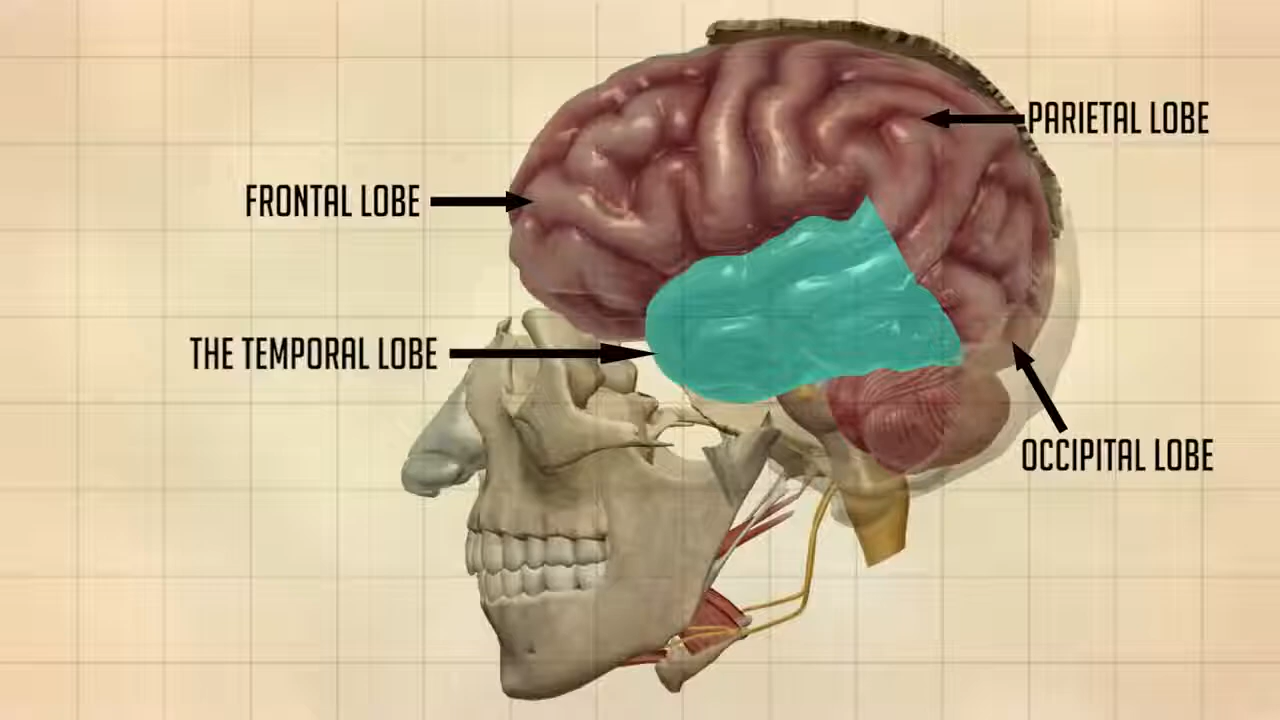 PARIETAL LOBE
FRONTAL LOBE
THE TEMPORAL LOBE
OCCIPITAL LOBE